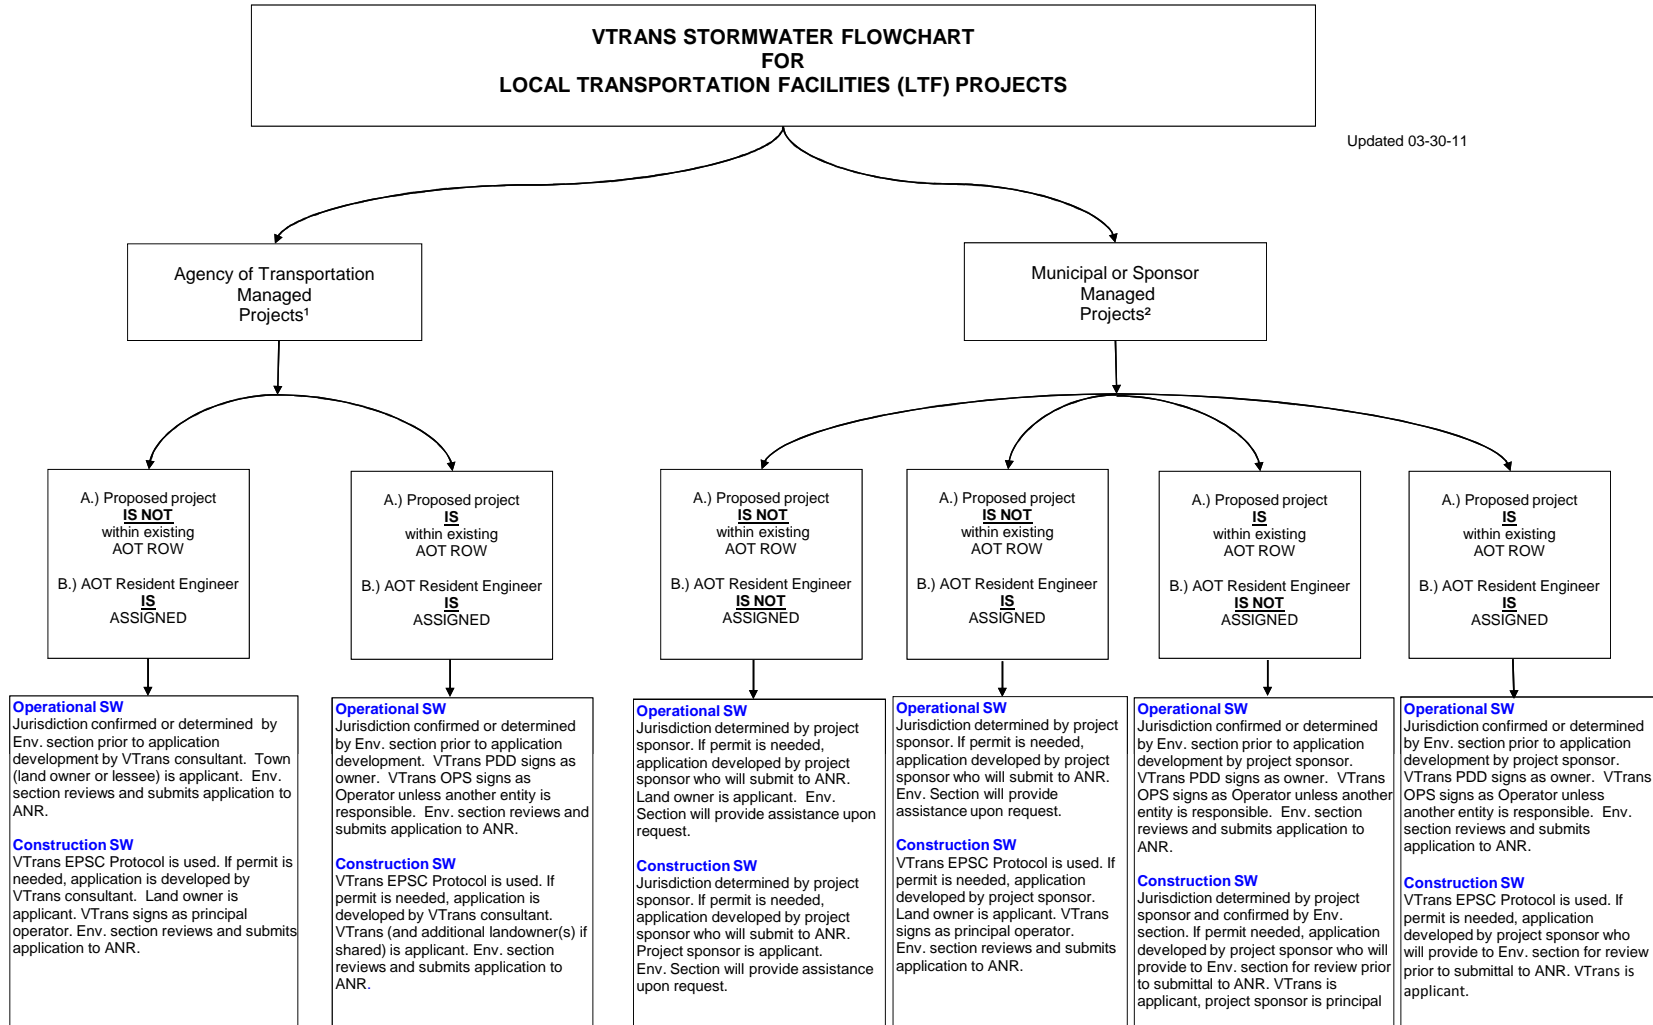 VTRANS STORMWATER FLOWCHART
FOR
LOCAL TRANSPORTATION FACILITIES (LTF) PROJECTS
Updated 03-30-11
Agency of Transportation
Managed
Projects¹
Municipal or Sponsor
Managed
Projects²
A.) Proposed project
IS NOT
within existing
AOT ROW
B.) AOT Resident Engineer
IS
ASSIGNED
A.) Proposed project
IS
within existing
AOT ROW
B.) AOT Resident Engineer
IS
ASSIGNED
A.) Proposed project
IS NOT
within existing
AOT ROW
B.) AOT Resident Engineer
IS NOT
ASSIGNED
A.) Proposed project
IS NOT
within existing
AOT ROW
B.) AOT Resident Engineer
IS
ASSIGNED
A.) Proposed project
IS
within existing
AOT ROW
B.) AOT Resident Engineer
IS NOT
ASSIGNED
A.) Proposed project
IS
within existing
AOT ROW
B.) AOT Resident Engineer
IS
ASSIGNED
Operational SW
Jurisdiction confirmed or determined by
Env. section prior to application
development by VTrans consultant. Town
(land owner or lessee) is applicant. Env.
section reviews and submits application to
ANR.
Construction SW
VTrans EPSC Protocol is used. If permit is
needed, application is developed by
VTrans consultant. Land owner is
applicant. VTrans signs as principal
operator. Env. section reviews and submits
application to ANR.
Operational SW
Jurisdiction confirmed or determined
by Env. section prior to application
development. VTrans PDD signs as
owner. VTrans OPS signs as
Operator unless another entity is
responsible. Env. section reviews and
submits application to ANR.
Construction SW
VTrans EPSC Protocol is used. If
permit is needed, application is
developed by VTrans consultant.
VTrans (and additional landowner(s) if
shared) is applicant. Env. section
reviews and submits application to
ANR.
Operational SW
Jurisdiction determined by project
sponsor. If permit is needed,
application developed by project
sponsor who will submit to ANR.
Land owner is applicant. Env.
Section will provide assistance upon
request.
Construction SW
Jurisdiction determined by project
sponsor. If permit is needed,
application developed by project
sponsor who will submit to ANR.
Project sponsor is applicant.
Env. Section will provide assistance
upon request.
Operational SW
Jurisdiction determined by project
sponsor. If permit is needed,
application developed by project
sponsor who will submit to ANR.
Env. Section will provide
assistance upon request.
Construction SW
VTrans EPSC Protocol is used. If
permit is needed, application
developed by project sponsor.
Land owner is applicant. VTrans
signs as principal operator.
Env. section reviews and submits
application to ANR.
Operational SW
Jurisdiction confirmed or determined
by Env. section prior to application
development by project sponsor.
VTrans PDD signs as owner. VTrans
OPS signs as Operator unless another
entity is responsible. Env. section
reviews and submits application to
ANR.
Construction SW
Jurisdiction determined by project
sponsor and confirmed by Env.
section. If permit needed, application
developed by project sponsor who will
provide to Env. section for review prior
to submittal to ANR. VTrans is
applicant, project sponsor is principal
Operational SW
Jurisdiction confirmed or determined
by Env. section prior to application
development by project sponsor.
VTrans PDD signs as owner. VTrans
OPS signs as Operator unless
another entity is responsible. Env.
section reviews and submits
application to ANR.
Construction SW
VTrans EPSC Protocol is used. If
permit is needed, application
developed by project sponsor who
will provide to Env. section for review
prior to submittal to ANR. VTrans is
applicant.